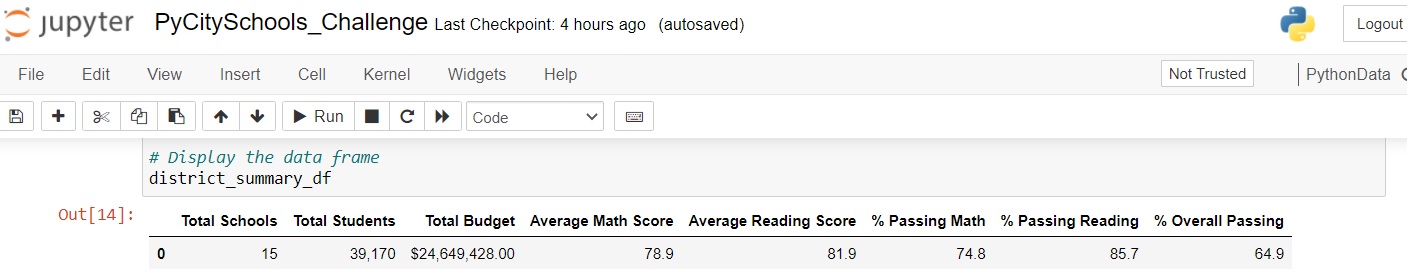 jupyter PyCitySchools_Challenge Last Checkpoint: 4 hours ago (autosaved) Logout
File Edit View Insert Cell Kernel Widgets Help Not Trusted PythonData
Run Code
# Display the data frame
district_summary_df
Out[14]:
Total Schools Total Students Total Budget Average Math Score Average Reading Score % Passing Math % Passing Reading % Overall Passing
0 15 39,170 $24,649,428.00 78.9 81.9 74.8 85.7 64.9